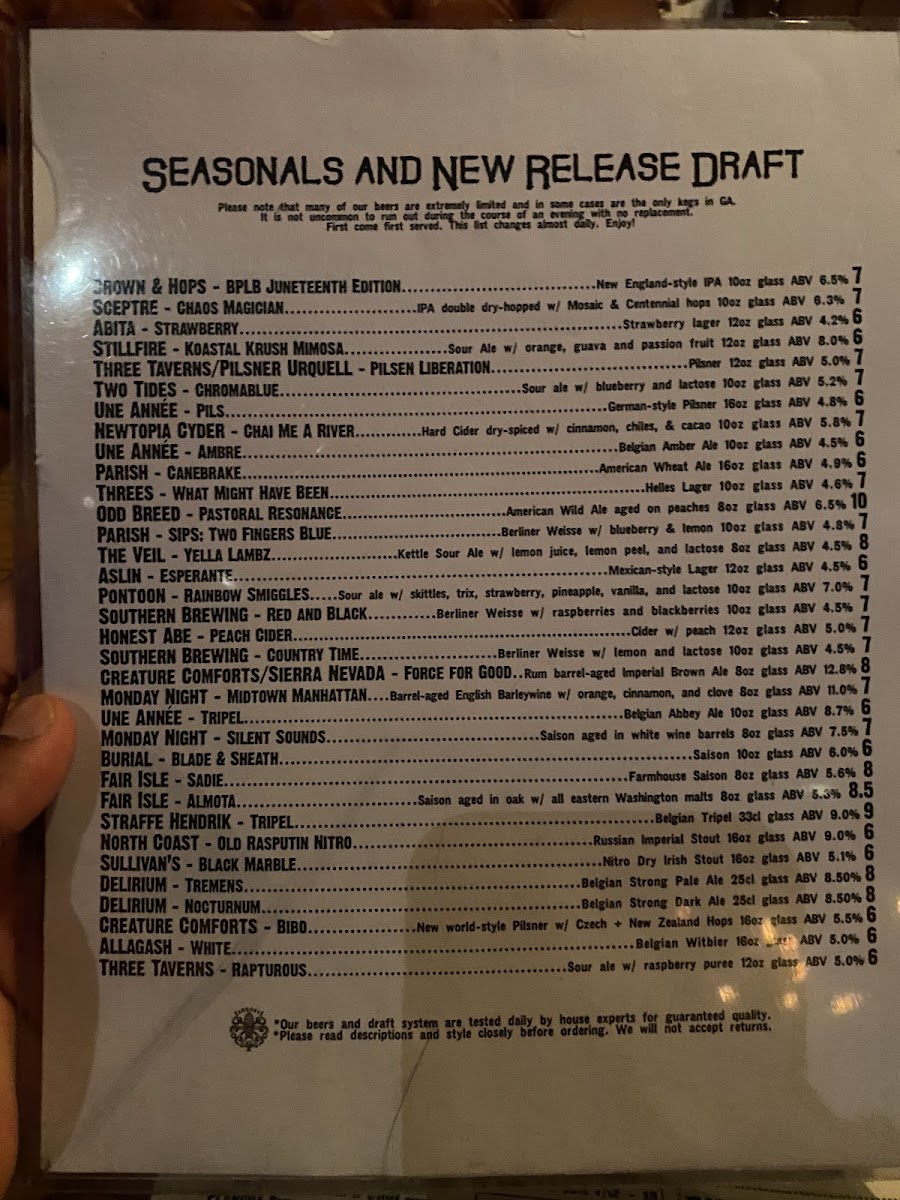 Seasonals and New Release Draft
Please note that many of our beers are extremely limited and in some cases are the only kegs in GA.
It is not uncommon to run out during the course of an evening with no replacement.
First come first served. This list changes almost daily. Enjoy!
Crown & Hops - BPLB Juneteenth Edition..............................New England-style IPA 10oz glass ABV 6.5% 7
Sceptre - Chaos Magician....................IPA double dry-hopped w/ Mosaic & Centennial hops 10oz glass ABV 6.3% 7
Abita - Strawberry............................................................Strawberry lager 12oz glass ABV 4.2% 6
Stillfire - Koastal Krush Mimosa................Sour Ale w/ orange, guava and passion fruit 12oz glass ABV 8.0% 6
Three Taverns/Pilsner Urquell - Pilsen Liberation...............................Pilsner 12oz glass ABV 5.0% 7
Two Tides - Chromablue.....................................Sour ale w/ blueberry and lactose 10oz glass ABV 5.2% 7
Une Année - Pils............................................................German-style Pilsner 16oz glass ABV 4.8% 6
Newtopia Cyder - Chai Me A River..........Hard Cider dry-spiced w/ cinnamon, chiles, & cacao 10oz glass ABV 5.8% 7
Une Année - Ambre............................................................Belgian Amber Ale 10oz glass ABV 4.5% 6
Parish - Canebrake........................................................American Wheat Ale 16oz glass ABV 4.9% 6
Threes - What Might Have Been..................................................Helles Lager 10oz glass ABV 4.6% 7
Odd Breed - Pastoral Resonance..........................American Wild Ale aged on peaches 8oz glass ABV 6.5% 10
Parish - SIPS: Two Fingers Blue..........................Berliner Weisse w/ blueberry & lemon 10oz glass ABV 4.8% 7
The Veil - Yella Lambz....................Kettle Sour Ale w/ lemon juice, lemon peel, and lactose 8oz glass ABV 4.5% 8
Aslin - Esperante............................................................Mexican-style Lager 12oz glass ABV 4.5% 6
Pontoon - Rainbow Smiggles.....Sour ale w/ skittles, trix, strawberry, pineapple, vanilla, and lactose 10oz glass ABV 7.0% 7
Southern Brewing - Red and Black..........Berliner Weisse w/ raspberries and blackberries 10oz glass ABV 4.5% 7
Honest Abe - Peach Cider.......................................................Cider w/ peach 12oz glass ABV 5.0% 7
Southern Brewing - Country Time......................Berliner Weisse w/ lemon and lactose 10oz glass ABV 4.5% 7
Creature Comforts/Sierra Nevada - Force for Good..Rum barrel-aged Imperial Brown Ale 8oz glass ABV 12.8% 8
Monday Night - Midtown Manhattan....Barrel-aged English Barleywine w/ orange, cinnamon, and clove 8oz glass ABV 11.0% 7
Une Année - Tripel............................................................Belgian Abbey Ale 10oz glass ABV 8.7% 6
Monday Night - Silent Sounds..................................Saison aged in white wine barrels 8oz glass ABV 7.5% 7
Burial - Blade & Sheath............................................................Saison 10oz glass ABV 6.0% 6
Fair Isle - Sadie............................................................Farmhouse Saison 8oz glass ABV 5.6% 8
Fair Isle - Almota............................Saison aged in oak w/ all eastern Washington malts 8oz glass ABV 5.3% 8.5
Straffe Hendrik - Tripel.......................................................Belgian Tripel 33cl glass ABV 9.0% 9
North Coast - Old Rasputin Nitro.....................................Russian Imperial Stout 16oz glass ABV 9.0% 6
Sullivan's - Black Marble..................................................Nitro Dry Irish Stout 16oz glass ABV 5.1% 6
Delirium - Tremens.......................................................Belgian Strong Pale Ale 25cl glass ABV 8.50% 8
Delirium - Nocturnum.....................................................Belgian Strong Dark Ale 25cl glass ABV 8.50% 8
Creature Comforts - Bibo....................New world-style Pilsner w/ Czech + New Zealand Hops 16oz glass ABV 5.5% 6
Allagash - White............................................................Belgian Witbier 16oz glass ABV 5.0% 6
Three Taverns - Rapturous............................................Sour ale w/ raspberry puree 12oz glass ABV 5.0% 6
*Our beers and draft system are tested daily by house experts for guaranteed quality.
*Please read descriptions and style closely before ordering. We will not accept returns.